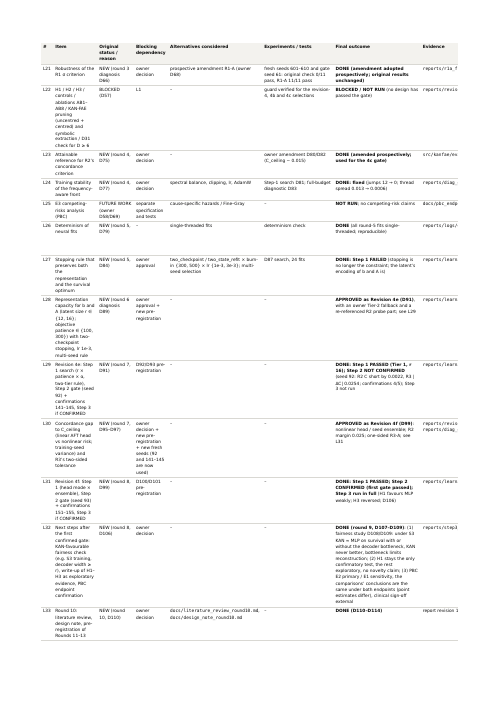 # Item Original status / reason Blocking dependency Alternatives considered Experiments / tests Final outcome Evidence
L21 Robustness of the R1 d criterion NEW (round 3 diagnosis D66) owner decision prospective amendment R1-A (owner D68) fresh seeds 601–610 and gate seed 61: original check 0/11 pass, R1-A 11/11 pass DONE (amendment adopted prospectively; original results unchanged) reports/r1a_f
L22 H1 / H2 / H3 / controls / ablations AB1–AB8 / KAN-FAE pruning (uncentred + centred) and symbolic extraction / D31 check for D ≥ 6 BLOCKED (D57) L1 – guard verified for the revision-4, 4b and 4c selections BLOCKED / NOT RUN (no design has passed the gate) reports/revis
L23 Attainable reference for R2's concordance criterion NEW (round 4, D75) owner decision – owner amendment D80/D82 (C_ceiling − 0.015) DONE (amended prospectively; used for the 4c gate) src/kanfae/ev
L24 Training stability of the frequency-aware front NEW (round 4, D77) owner decision spectral balance, clipping, lr, AdamW Step 1 search D81; full-budget diagnostic D83 DONE: fixed (jumps 12 → 0; thread spread 0.013 → 0.0006) reports/diag_
L25 E3 competing-risks analysis (PBC) FUTURE WORK (owner D58/D69) separate specification and tests cause-specific hazards / Fine-Gray – NOT RUN; no competing-risk claims docs/pbc_endp
L26 Determinism of neural fits NEW (round 5, D79) – single-threaded fits determinism check DONE (all round-5 fits single-threaded; reproducible) reports/logs/
L27 Stopping rule that preserves both the representation and the survival optimum NEW (round 5, D84) owner approval two_checkpoint / two_state_refit × burn-in {300, 500} × lr {1e-3, 3e-3}; multi-seed selection D87 search, 20 fits DONE: Step 1 FAILED (stopping is no longer the constraint; the latent's encoding of b and A is) reports/learn
L28 Representation capacity for b and A (latent size r ∈ {12, 16}; objective patience ∈ {100, 300}) with two-checkpoint stopping, lr 1e-3, multi-seed rule NEW (round 6 diagnosis D89) owner approval + new pre-registration – – APPROVED as Revision 4e (D91), with an owner Tier-2 fallback and a re-referenced R2 probe part; see L29 reports/learn
L29 Revision 4e: Step 1 search (r × patience × α, two-tier rule), Step 2 gate (seed 92) + confirmations 141–145, Step 3 if CONFIRMED NEW (round 7, D91) D92/D93 pre-registration – – DONE: Step 1 PASSED (Tier 1, r 16); Step 2 NOT CONFIRMED (seed 92: R2 C short by 0.0022, R3 | ΔC| 0.0254; confirmations 4/5); Step 3 not run reports/learn
L30 Concordance gap to C_ceiling (linear AFT head vs nonlinear risk; training-seed variance) and R3's two-sided tolerance NEW (round 7, D95–D97) owner decision + new pre-registration + new fresh seeds (92 and 141–145 are now used) – – APPROVED as Revision 4f (D99): nonlinear head / seed ensemble; R2 margin 0.025; one-sided R3-A; see L31 reports/revis reports/diag_
L31 Revision 4f: Step 1 (head mode × ensemble), Step 2 gate (seed 93) + confirmations 151–155, Step 3 if CONFIRMED NEW (round 8, D99) D100/D101 pre-registration – – DONE: Step 1 PASSED; Step 2 CONFIRMED (first gate passed); Step 3 run in full (H1 favours MLP weakly; H3 reversed; D106) reports/learn
L32 Next steps after the first confirmed gate: KAN-favourable fairness check (e.g. S3 training, decoder width ≥ r), write-up of H1–H3 as exploratory evidence, PBC endpoint confirmation NEW (round 8, D106) owner decision – – DONE (round 9, D107–D109): (1) fairness study D108/D109: under S3 KAN ≈ MLP on survival with or without the decoder bottleneck, KAN never better, bottleneck limits reconstruction; (2) H1 stays the only confirmatory test, the rest exploratory, no novelty claim; (3) PBC E2 primary / E1 sensitivity, the comparisons' conclusions are the same under both endpoints (point estimates differ), clinical sign-off external reports/step3
L33 Round 10: literature review, design note, pre-registration of Rounds 11–13 NEW (round 10, D110) owner decision docs/literature_review_round10.md, docs/design_note_round10.md – DONE (D110–D114) report revision 1